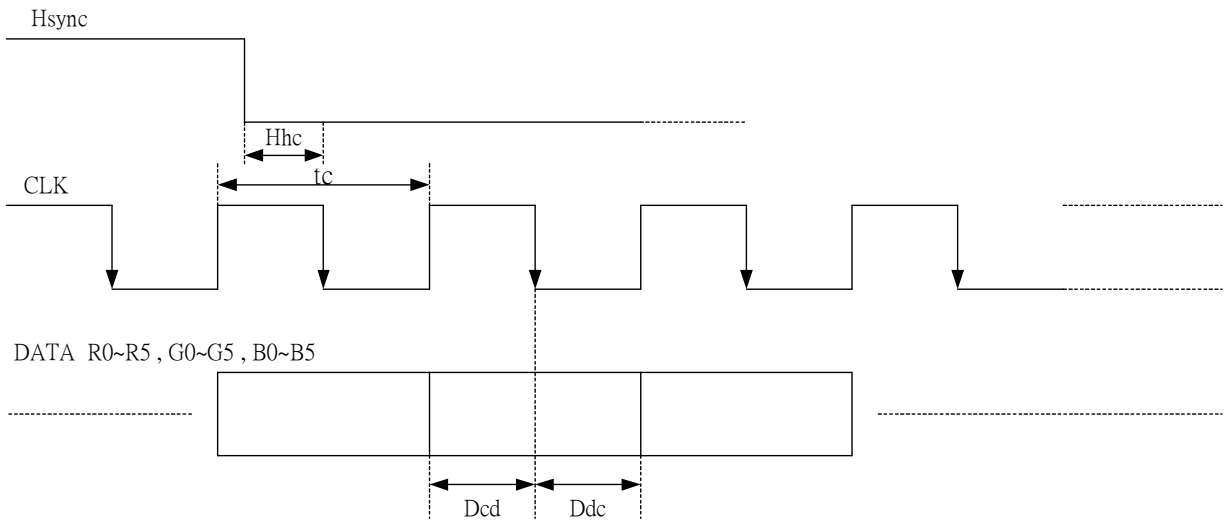 Hsync
Hhc
tc
CLK
DATA R0~R5 , G0~G5 , B0~B5
Dcd Ddc